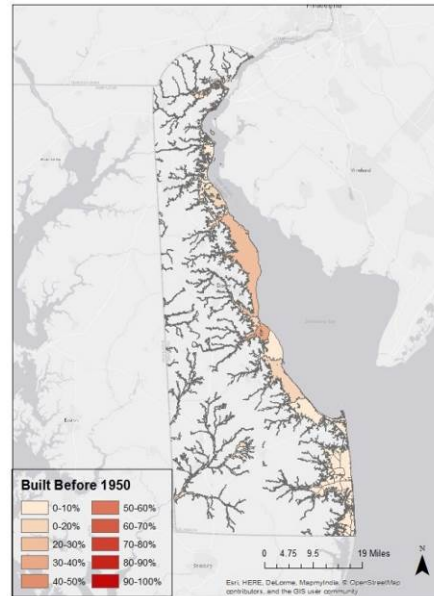 Philadelphia
Vineland
Built Before 1950
0-10%
0-20%
20-30%
30-40%
40-50%
50-60%
60-70%
70-80%
80-90%
90-100%
0 4.75 9.5 19 Miles
N
Esri, HERE, DeLorme, MapmyIndia, © OpenStreetMap
contributors, and the GIS user community